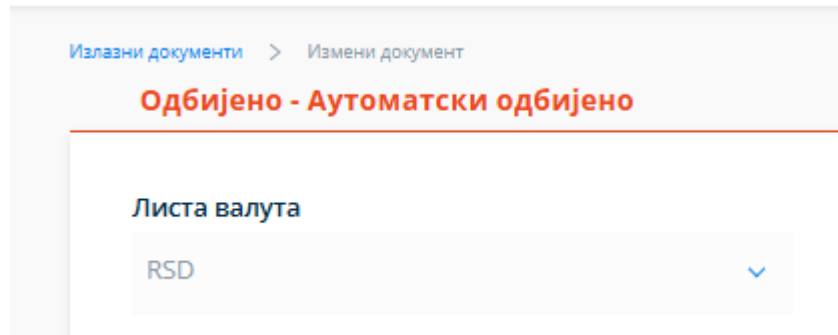 Излазни документи > Измени документ
Одбијено - Аутоматски одбијено
Листа валута
RSD